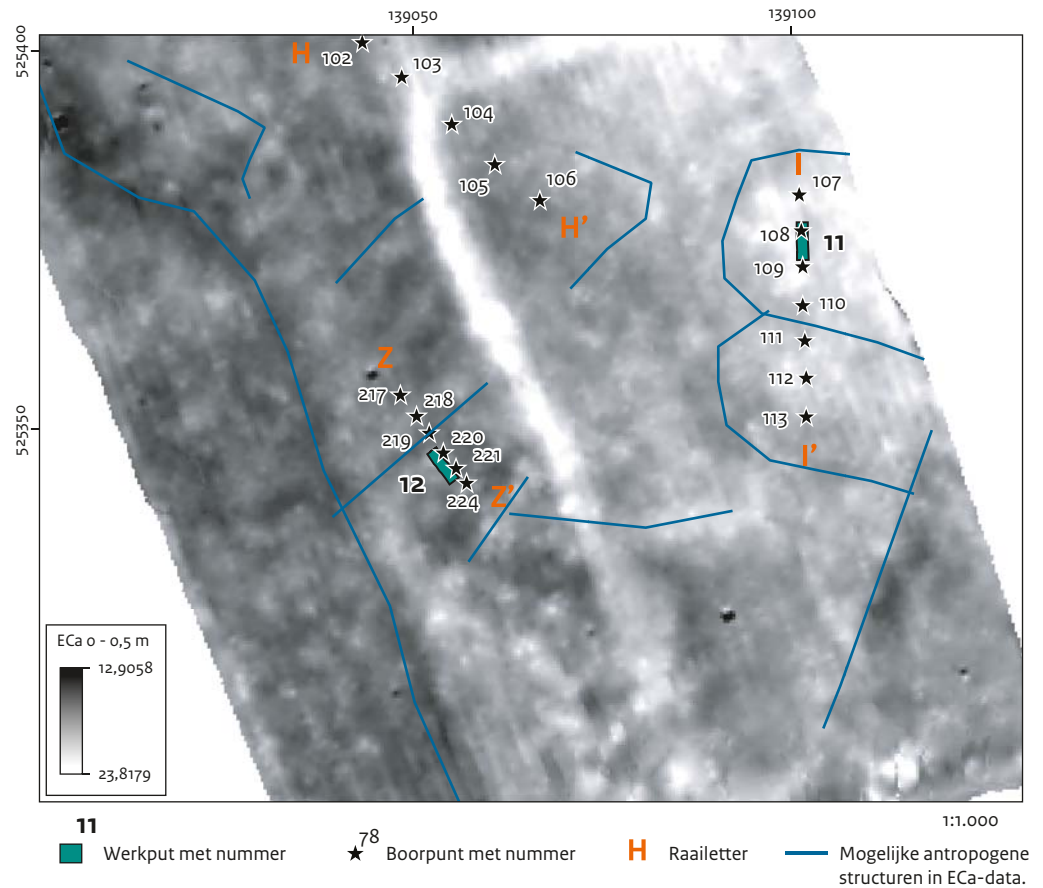 139050
139100
525400
H
102
103
104
105
106
H’
I
107
108
11
109
110
111
112
113
I’
Z
217
218
525350
219
220
221
12
224
Z’
ECa 0 - 0,5 m
12,9058
23,8179
1:1.000
11
Werkput met nummer
78
Boorpunt met nummer
H
Raailetter
Mogelijke antropogene
structuren in ECa-data.